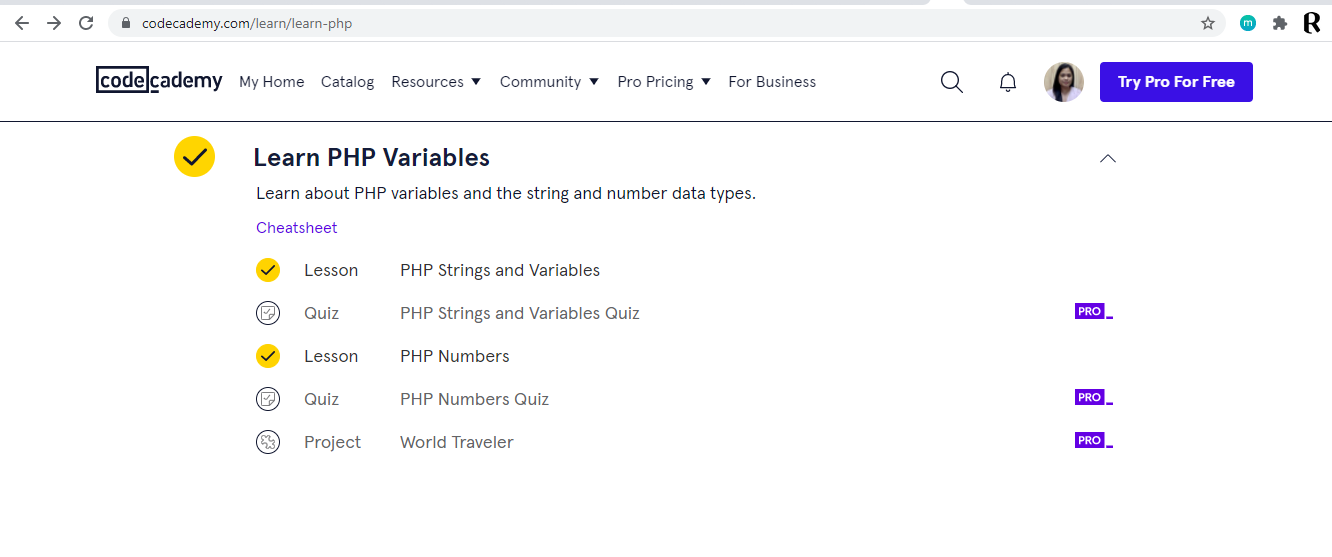 codecademy.com/learn/learn-php
m
R
codecademy My Home Catalog Resources Community Pro Pricing For Business Try Pro For Free
Learn PHP Variables
Learn about PHP variables and the string and number data types.
Cheatsheet
Lesson PHP Strings and Variables
Quiz PHP Strings and Variables Quiz PRO
Lesson PHP Numbers
Quiz PHP Numbers Quiz PRO
Project World Traveler PRO